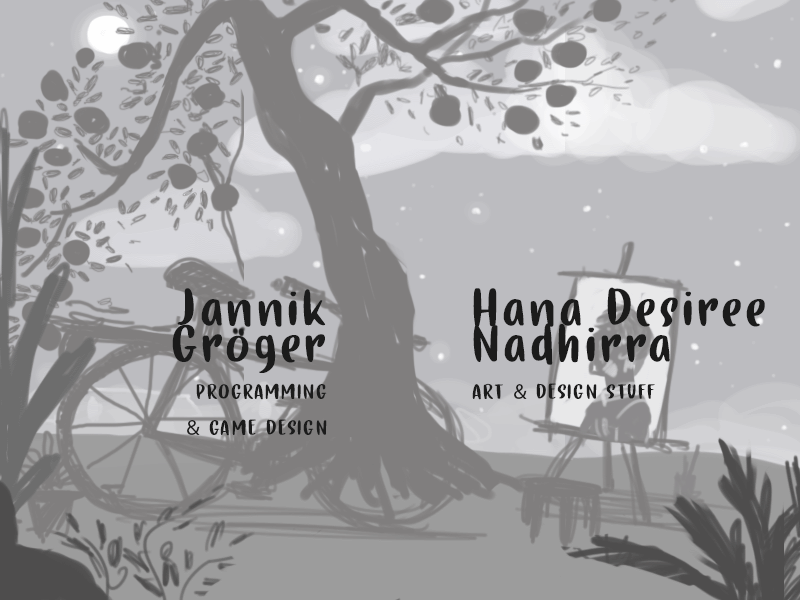 Jannik
Gröger
PROGRAMMING
& GAME DESIGN
Hana Desiree
Nadhirra
ART & DESIGN STUFF